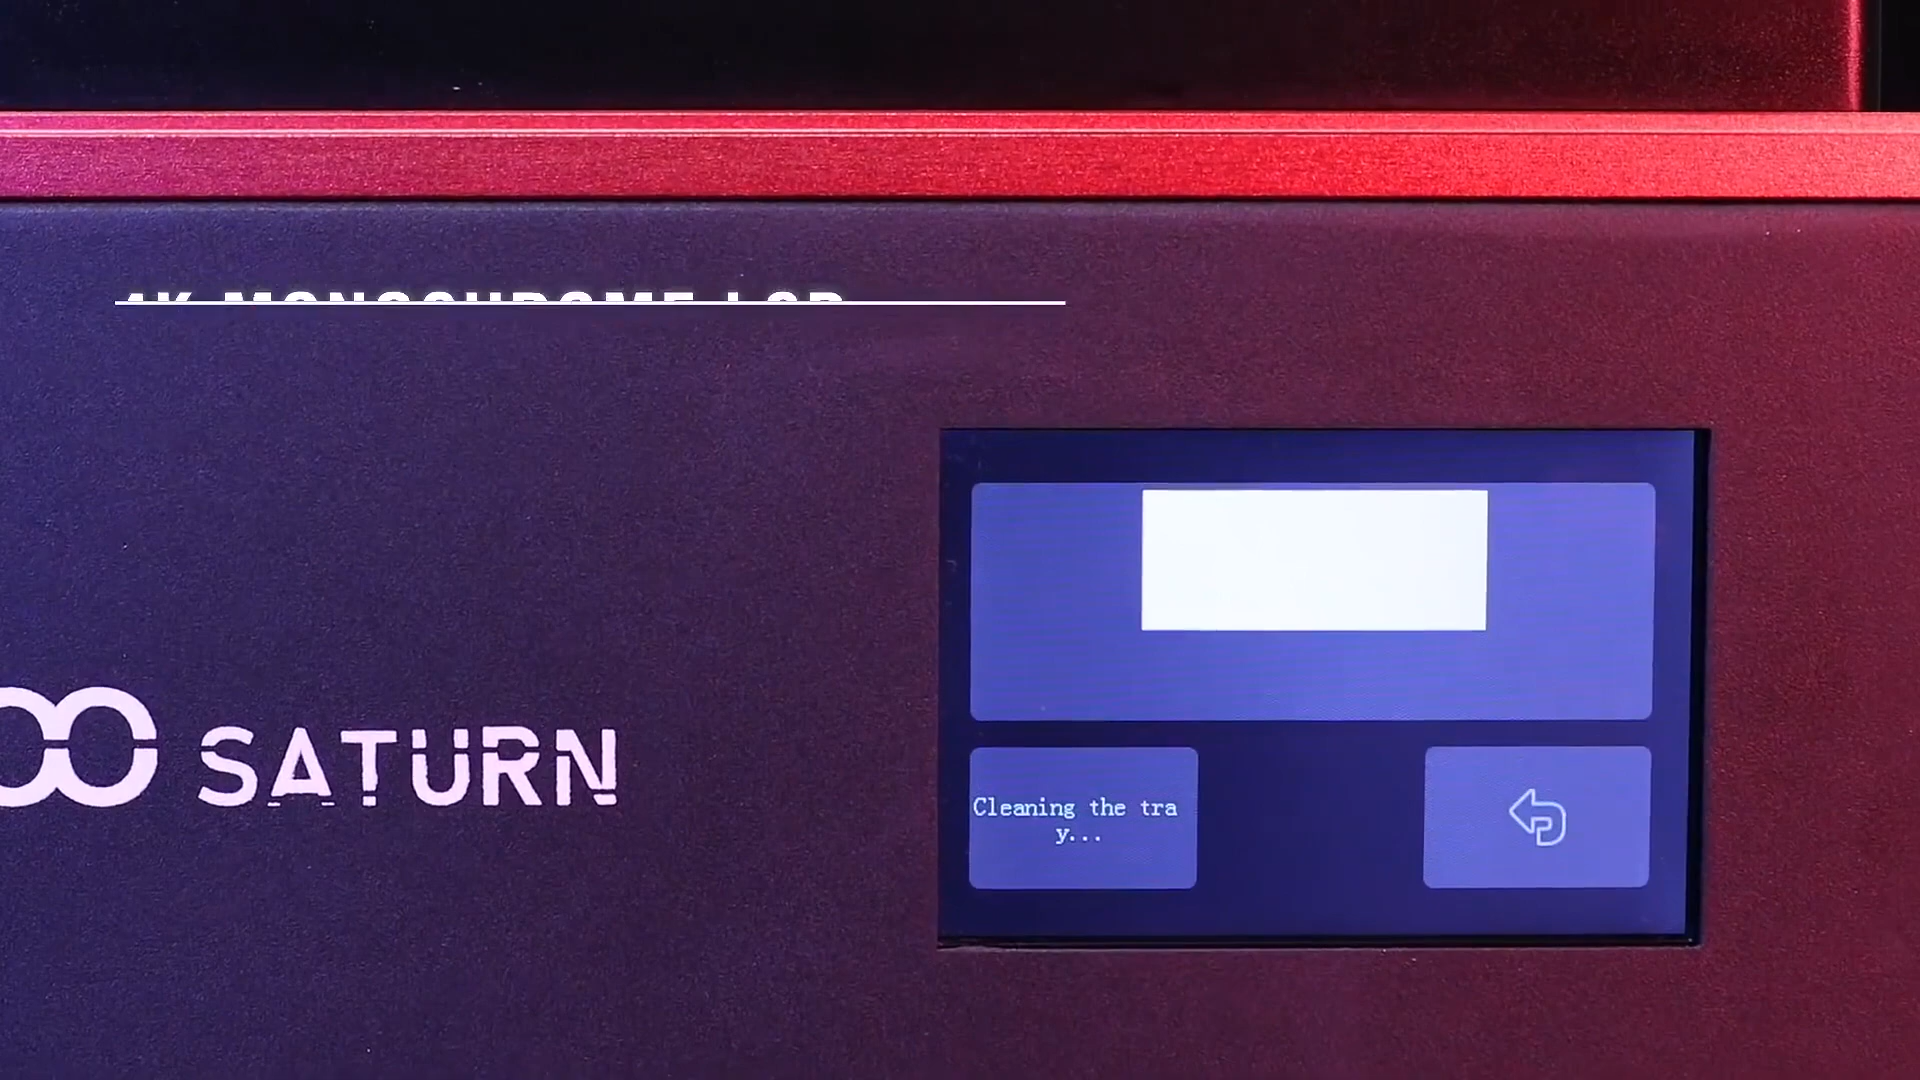 4K MONOCHROME LCD
SATURN
Cleaning the tra
y...